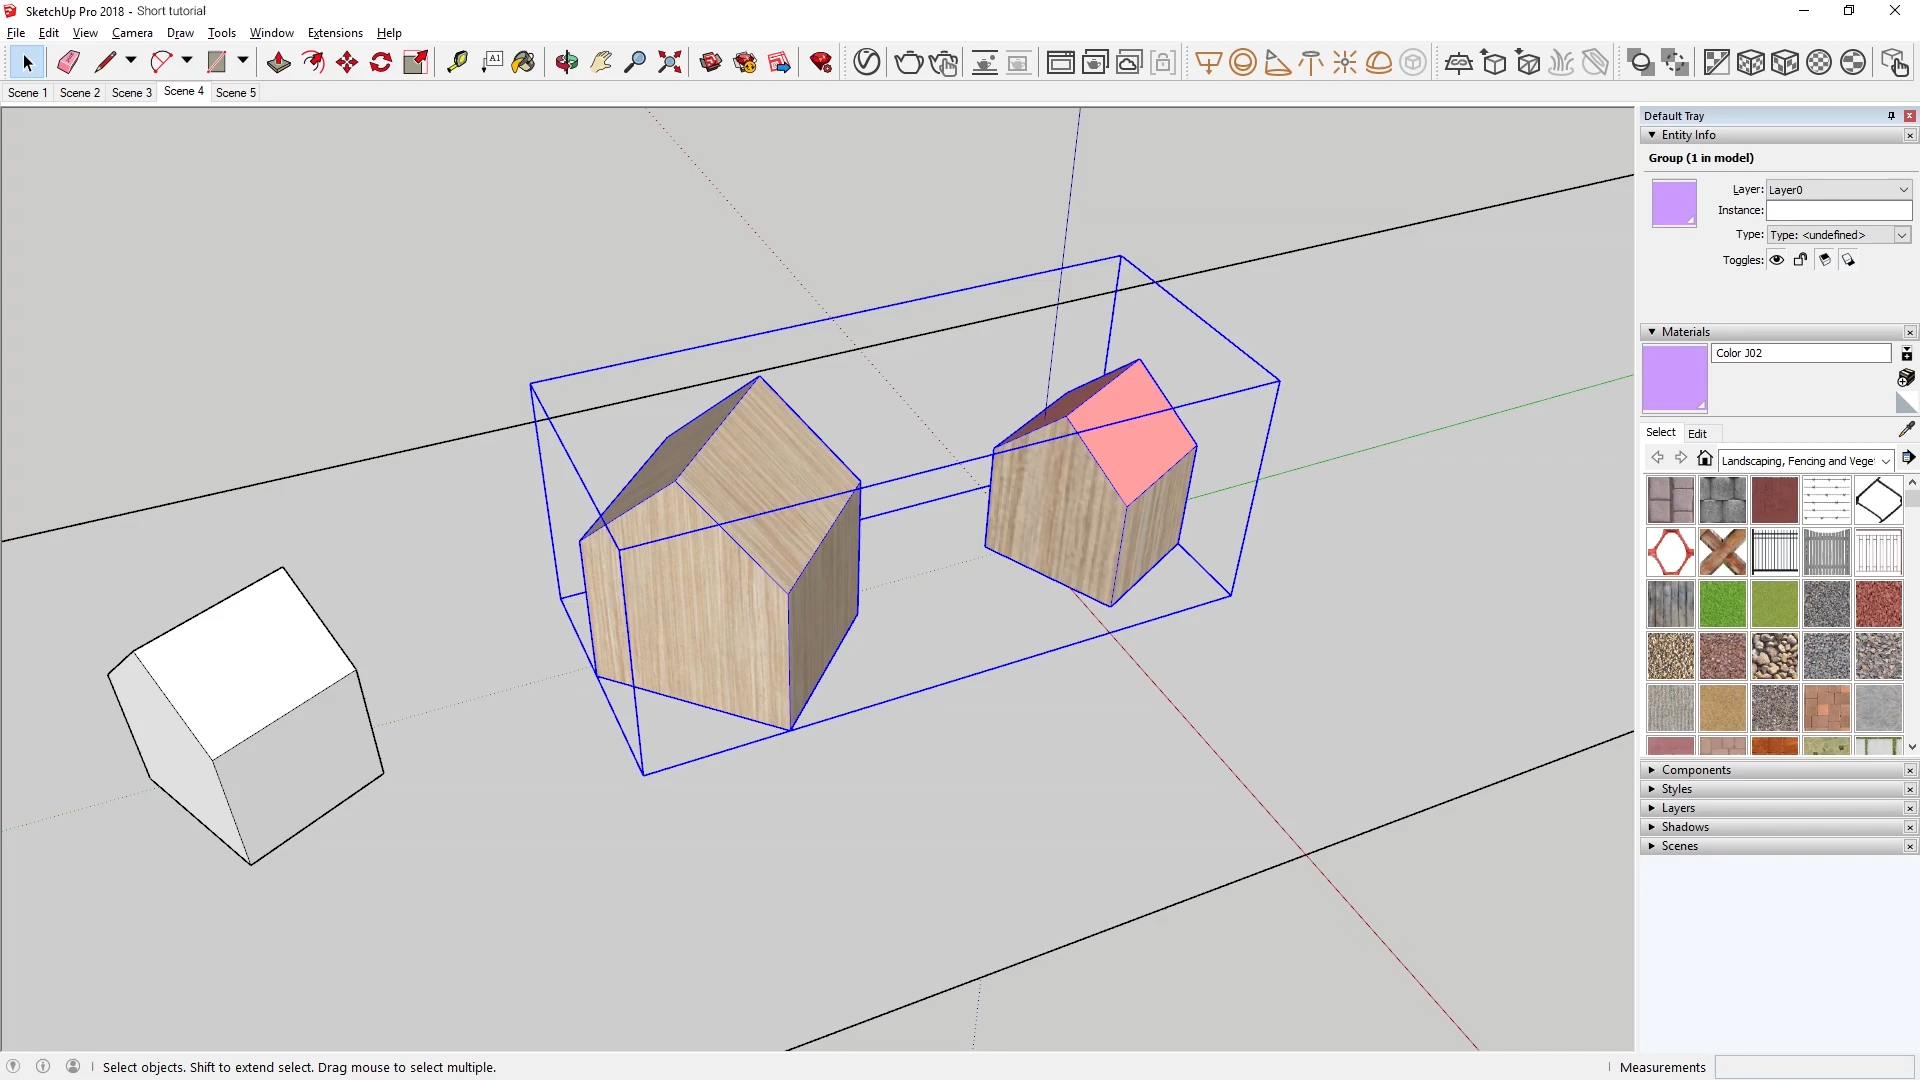 SketchUp Pro 2018 - Short tutorial
File Edit View Camera Draw Tools Window Extensions Help
A1
Scene 1 Scene 2 Scene 3 Scene 4 Scene 5
Default Tray
Entity Info
Group (1 in model)
Layer: Layer0
Instance:
Type: Type: <undefined>
Toggles:
Materials
Color J02
Select Edit
Landscaping, Fencing and Vege
Components
Styles
Layers
Shadows
Scenes
Select objects. Shift to extend select. Drag mouse to select multiple.
Measurements